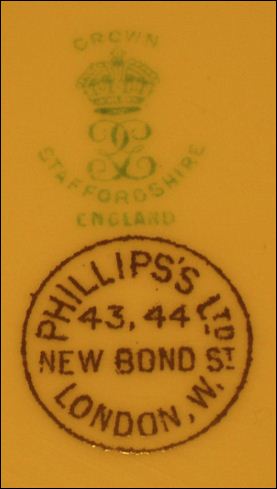 CROWN
STAFFORDSHIRE
ENGLAND
PHILLIPS'S LTD
43, 44
NEW BOND ST
LONDON, W.